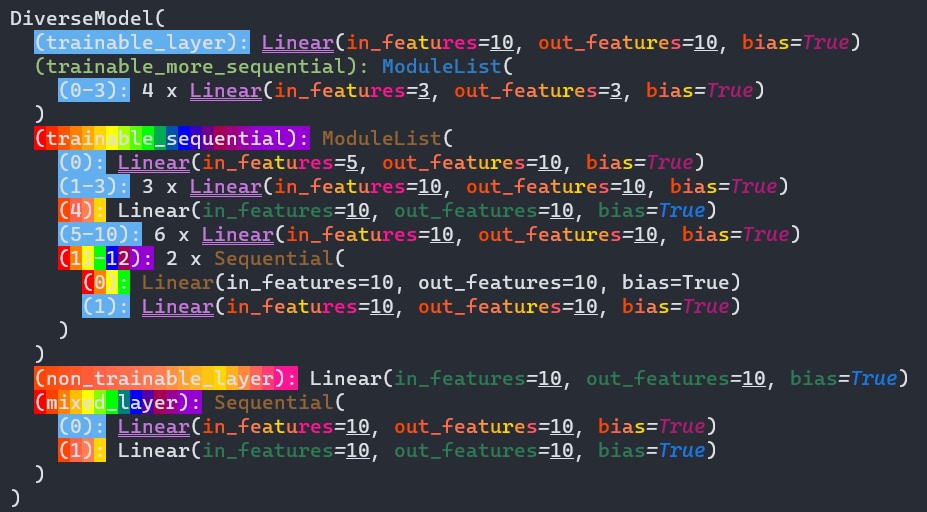 DiverseModel(
(trainable_layer): Linear(in_features=10, out_features=10, bias=True)
(trainable_more_sequential): ModuleList(
(0-3): 4 x Linear(in_features=3, out_features=3, bias=True)
)
(trainable_sequential): ModuleList(
(0): Linear(in_features=5, out_features=10, bias=True)
(1-3): 3 x Linear(in_features=10, out_features=10, bias=True)
(4): Linear(in_features=10, out_features=10, bias=True)
(5-10): 6 x Linear(in_features=10, out_features=10, bias=True)
(11-12): 2 x Sequential(
(0): Linear(in_features=10, out_features=10, bias=True)
(1): Linear(in_features=10, out_features=10, bias=True)
)
)
(non_trainable_layer): Linear(in_features=10, out_features=10, bias=True)
(mixed_layer): Sequential(
(0): Linear(in_features=10, out_features=10, bias=True)
(1): Linear(in_features=10, out_features=10, bias=True)
)
)